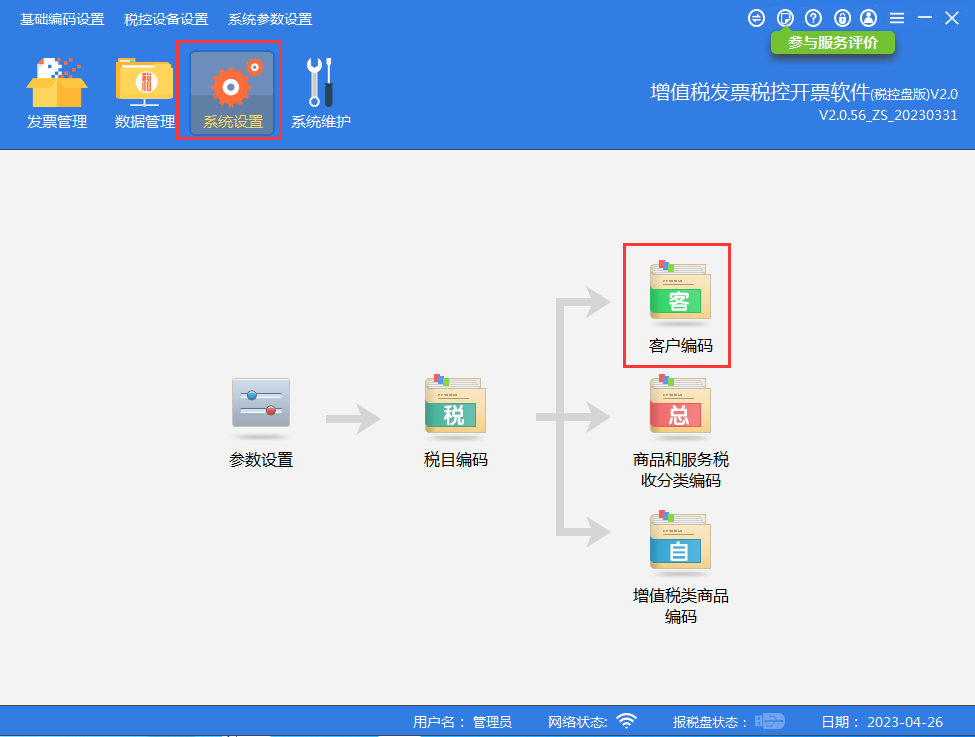 基础编码设置 税控设备设置 系统参数设置
参与服务评价
发票管理 数据管理 系统设置 系统维护
增值税发票税控开票软件(税控盘版)V2.0
V2.0.56_ZS_20230331
客
客户编码
参数设置
税
税目编码
总
商品和服务税
收分类编码
自
增值税类商品
编码
用户名： 管理员 网络状态: 报税盘状态： 日期： 2023-04-26